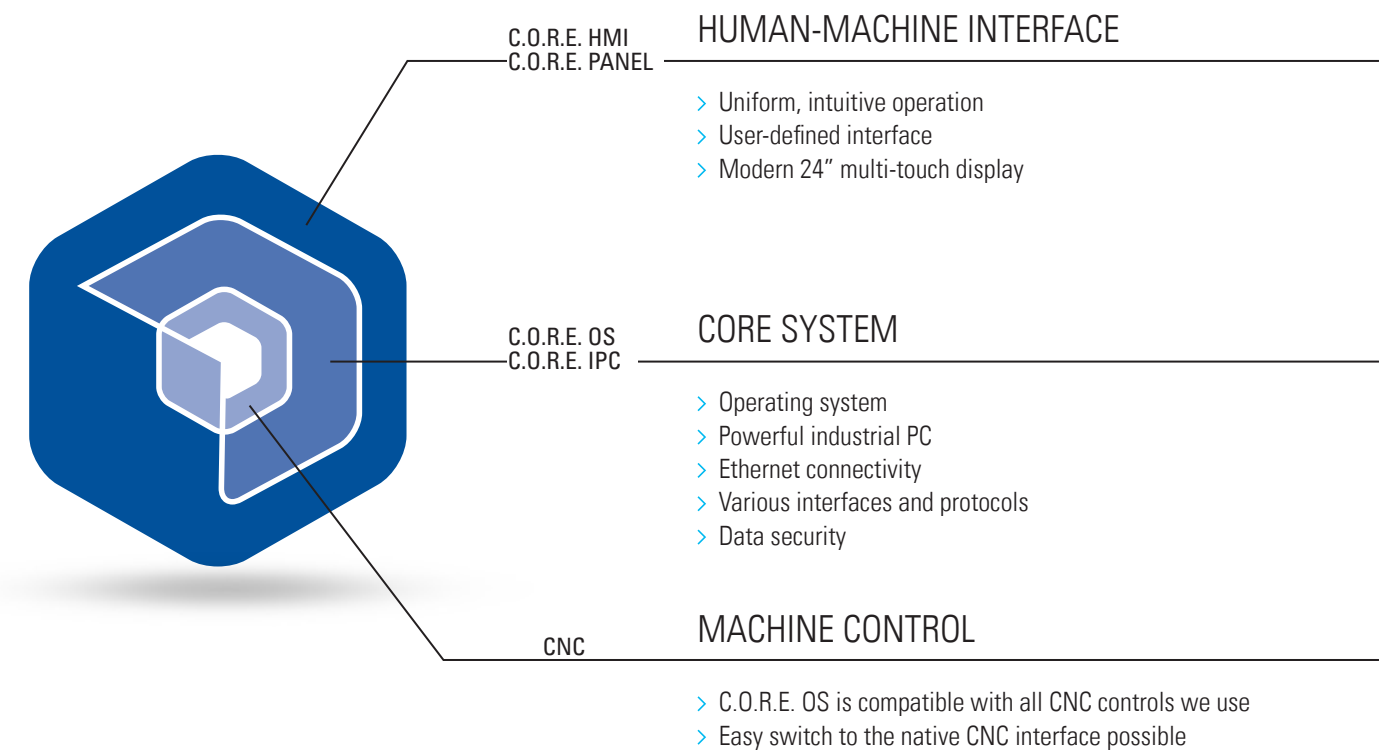 C.O.R.E. HMI
C.O.R.E. PANEL
HUMAN-MACHINE INTERFACE
> Uniform, intuitive operation
> User-defined interface
> Modern 24” multi-touch display
C.O.R.E. OS
C.O.R.E. IPC
CORE SYSTEM
> Operating system
> Powerful industrial PC
> Ethernet connectivity
> Various interfaces and protocols
> Data security
CNC
MACHINE CONTROL
> C.O.R.E. OS is compatible with all CNC controls we use
> Easy switch to the native CNC interface possible